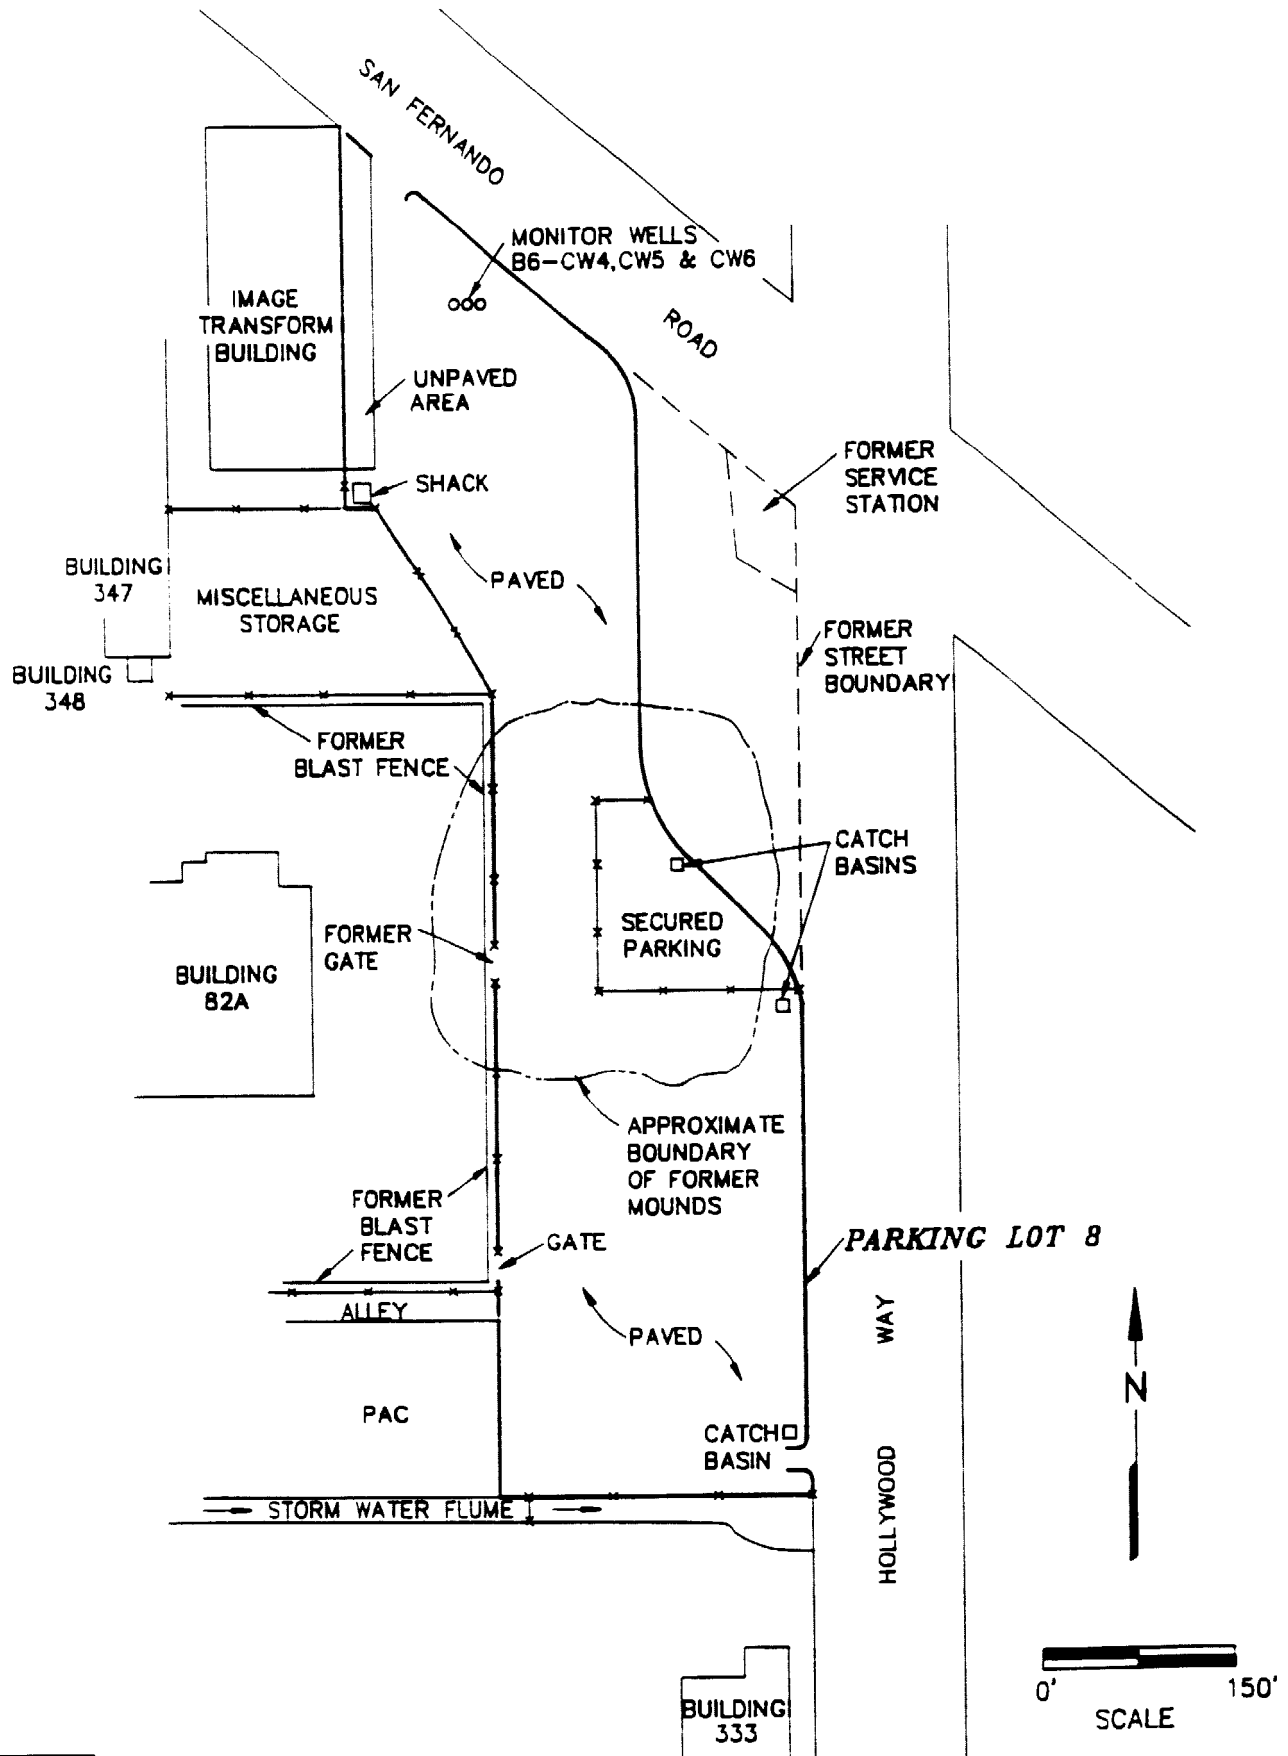 SAN FERNANDO
MONITOR WELLS
B6-CW4,CW5 & CW6
IMAGE
TRANSFORM
BUILDING
ROAD
UNPAVED
AREA
FORMER
SERVICE
STATION
SHACK
BUILDING
347
PAVED
MISCELLANEOUS
STORAGE
FORMER
STREET
BOUNDARY
BUILDING
348
FORMER
BLAST FENCE
CATCH
BASINS
SECURED
PARKING
FORMER
GATE
BUILDING
82A
APPROXIMATE
BOUNDARY
OF FORMER
MOUNDS
FORMER
BLAST
FENCE
GATE
PARKING LOT 8
ALLEY
PAVED
HOLLYWOOD WAY
N
PAC
CATCH
BASIN
STORM WATER FLUME
0' 150'
SCALE
BUILDING
333